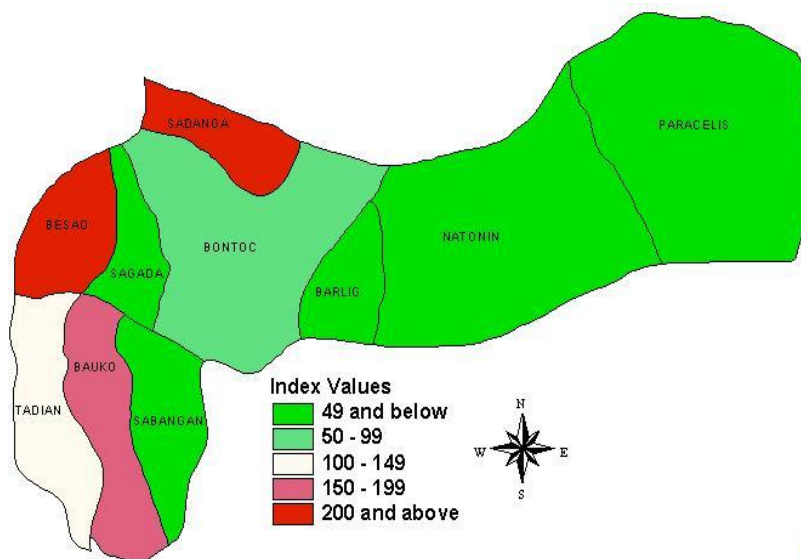 SADANGA
PARACELIS
BESAO
BONTOC
NATONIN
SAGADA
BARLIG
BAUKO
TADIAN
SABANGAN
Index Values
49 and below
50 - 99
100 - 149
150 - 199
200 and above
N
W E
S